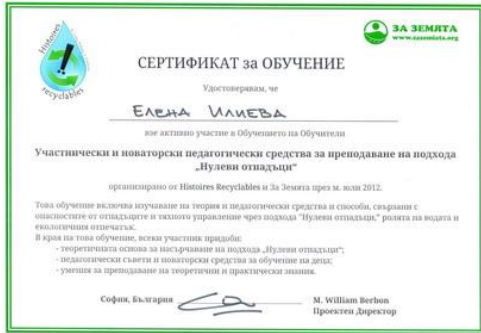 Histoires
recyclables
ЗА ЗЕМЯТА
www.zazemiata.org
СЕРТИФИКАТ за ОБУЧЕНИЕ
Удостоверявам, че
ЕЛЕНА ИЛИЕВА
взе активно участие в Обучението на Обучители
Участнически и новаторски педагогически средства за преподаване на подхода
„Нулеви отпадъци“
организирано от Histoires Recyclables и За Земята през м. юли 2012.
Това обучение включва изучаване на теория и педагогически средства и способи, свързани с
опасностите от отпадъците и тяхното управление чрез подхода "Нулеви отпадъци," ролята на водата и
екологичния отпечатък.
В края на това обучение, всеки участник придоби:
- теоретичната основа за насърчаване на подхода „Нулеви отпадъци“;
- педагогически съвети и новаторски средства за обучение на деца;
- умения за преподаване на теоретични и практически знания.
София, България
M. William Berbon
Проектен Директор